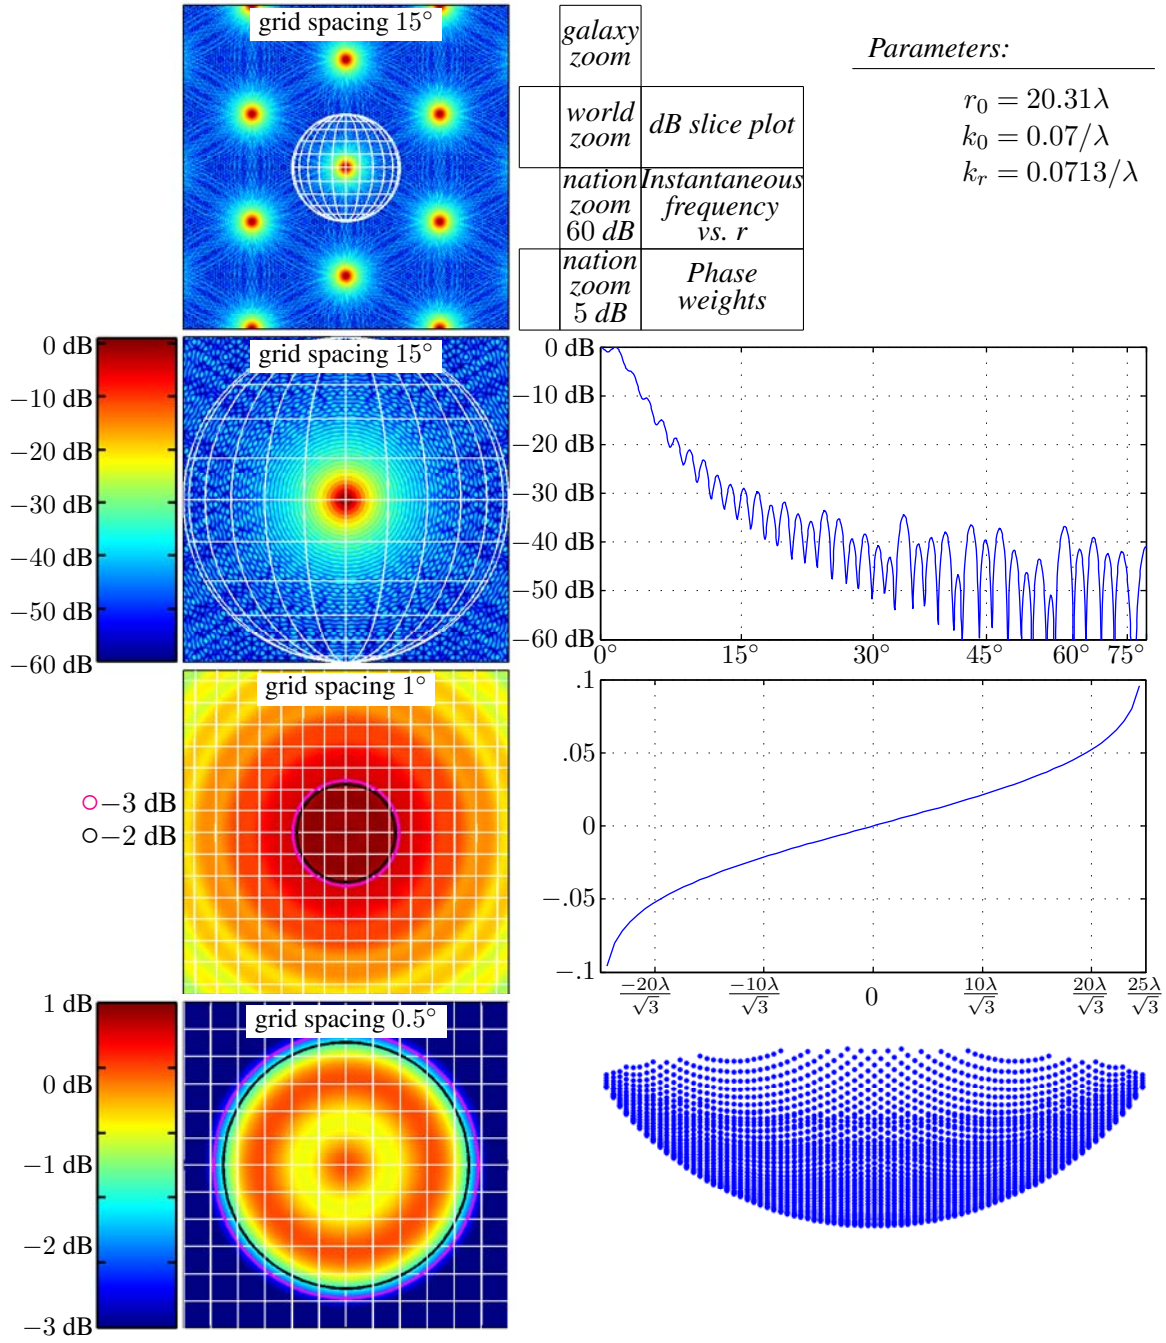 grid spacing 15°
galaxy
zoom
world
zoom
dB slice plot
nation
zoom
60 dB
Instantaneous
frequency
vs. r
nation
zoom
5 dB
Phase
weights
Parameters:
r₀ = 20.31λ
k₀ = 0.07/λ
kᵣ = 0.0713/λ
0 dB
−10 dB
−20 dB
−30 dB
−40 dB
−50 dB
−60 dB
grid spacing 15°
0 dB
−10 dB
−20 dB
−30 dB
−40 dB
−50 dB
−60 dB
0° 15° 30° 45° 60° 75°
grid spacing 1°
−3 dB
−2 dB
.1
.05
0
−.05
−.1
−20λ/√3 −10λ/√3 0 10λ/√3 20λ/√3 25λ/√3
1 dB
0 dB
−1 dB
−2 dB
−3 dB
grid spacing 0.5°